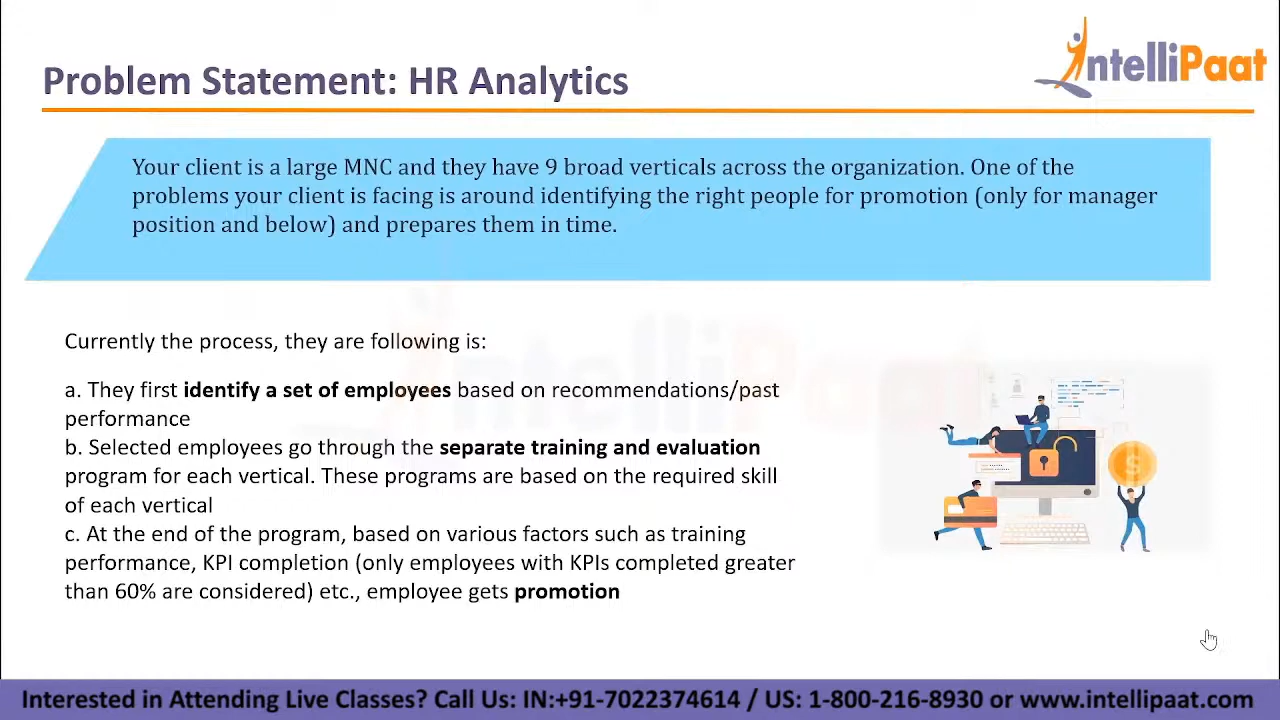 Problem Statement: HR Analytics
IntelliPaat
Your client is a large MNC and they have 9 broad verticals across the organization. One of the
problems your client is facing is around identifying the right people for promotion (only for manager
position and below) and prepares them in time.
Currently the process, they are following is:
a. They first identify a set of employees based on recommendations/past
performance
b. Selected employees go through the separate training and evaluation
program for each vertical. These programs are based on the required skill
of each vertical
c. At the end of the program, based on various factors such as training
performance, KPI completion (only employees with KPIs completed greater
than 60% are considered) etc., employee gets promotion
Interested in Attending Live Classes? Call Us: IN:+91-7022374614 / US: 1-800-216-8930 or www.intellipaat.com